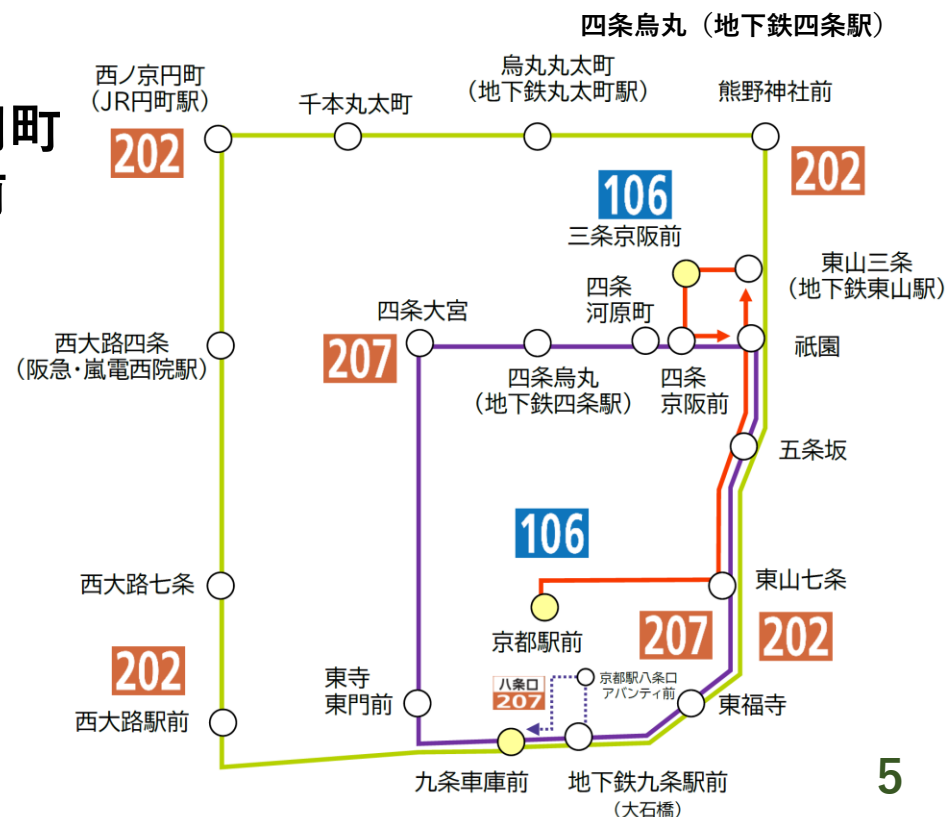 四条烏丸（地下鉄四条駅）
円町
前
西ノ京円町
（JR円町駅）
千本丸太町
烏丸丸太町
（地下鉄丸太町駅）
熊野神社前
202
202
106
三条京阪前
東山三条
（地下鉄東山駅）
四条
河原町
四条大宮
207
西大路四条
（阪急・嵐電西院駅）
四条烏丸
（地下鉄四条駅）
四条
京阪前
祇園
五条坂
106
西大路七条
東山七条
京都駅前
207
202
202
東寺
東門前
八条口
207
京都駅八条口
アバンティ前
東福寺
西大路駅前
九条車庫前
地下鉄九条駅前
（大石橋）
5